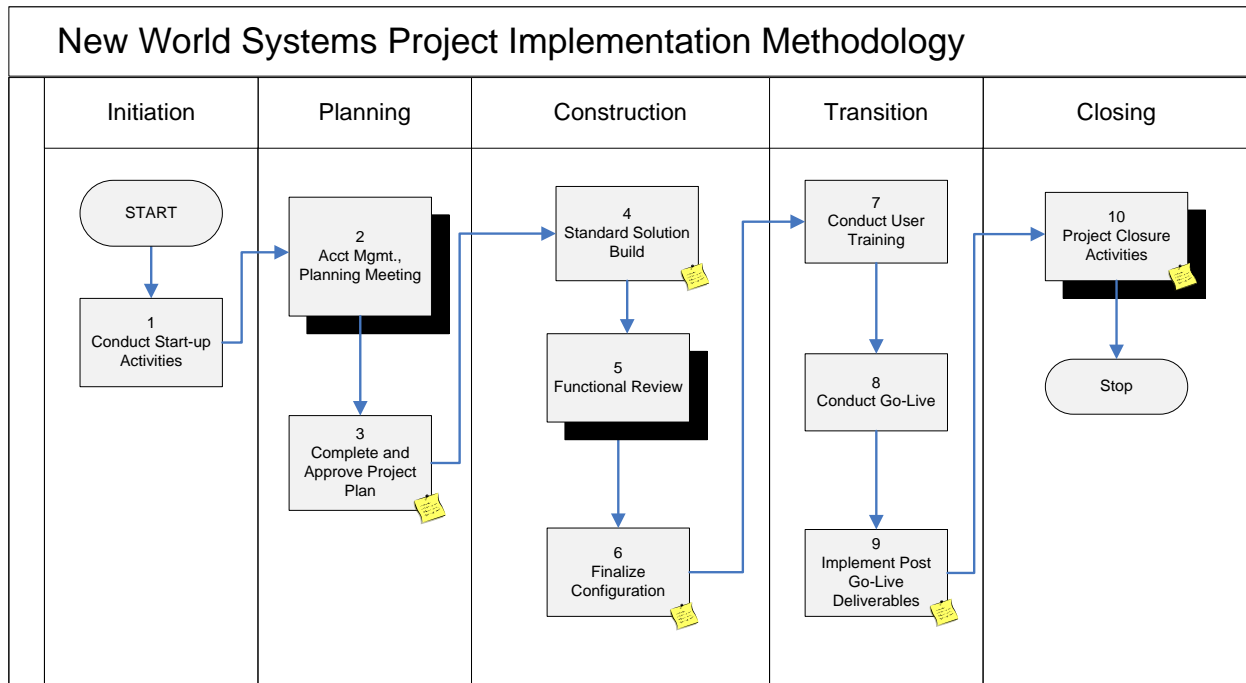 New World Systems Project Implementation Methodology
Initiation
Planning
Construction
Transition
Closing
START
1
Conduct Start-up
Activities
2
Acct Mgmt.,
Planning Meeting
3
Complete and
Approve Project
Plan
4
Standard Solution
Build
5
Functional Review
6
Finalize
Configuration
7
Conduct User
Training
8
Conduct Go-Live
9
Implement Post
Go-Live
Deliverables
10
Project Closure
Activities
Stop